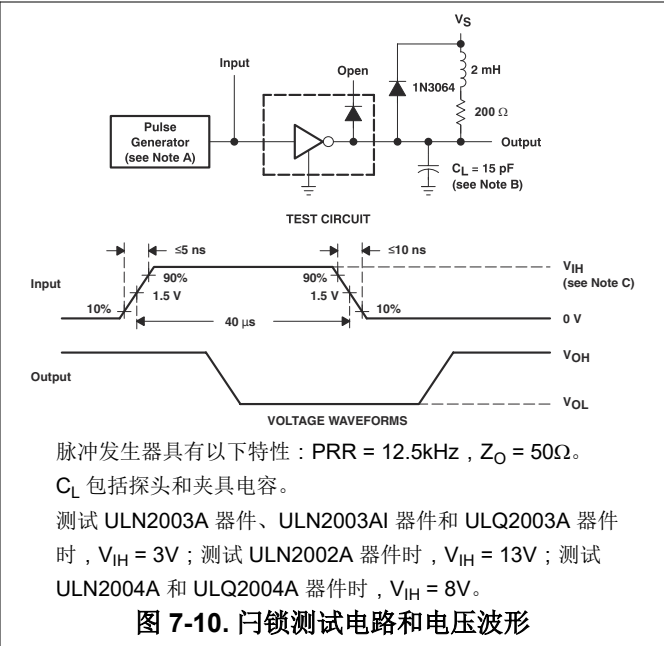 VS
Input
Open
1N3064
2 mH
200 Ω
Pulse
Generator
(see Note A)
Output
CL = 15 pF
(see Note B)
TEST CIRCUIT
≤5 ns
≤10 ns
VIH
(see Note C)
90%
90%
Input
1.5 V
1.5 V
10%
10%
40 μs
0 V
VOH
Output
VOL
VOLTAGE WAVEFORMS
脉冲发生器具有以下特性：PRR = 12.5kHz，ZO = 50Ω。
CL 包括探头和夹具电容。
测试 ULN2003A 器件、ULN2003AI 器件和 ULQ2003A 器件
时，VIH = 3V；测试 ULN2002A 器件时，VIH = 13V；测试
ULN2004A 和 ULQ2004A 器件时，VIH = 8V。
图 7-10. 闩锁测试电路和电压波形